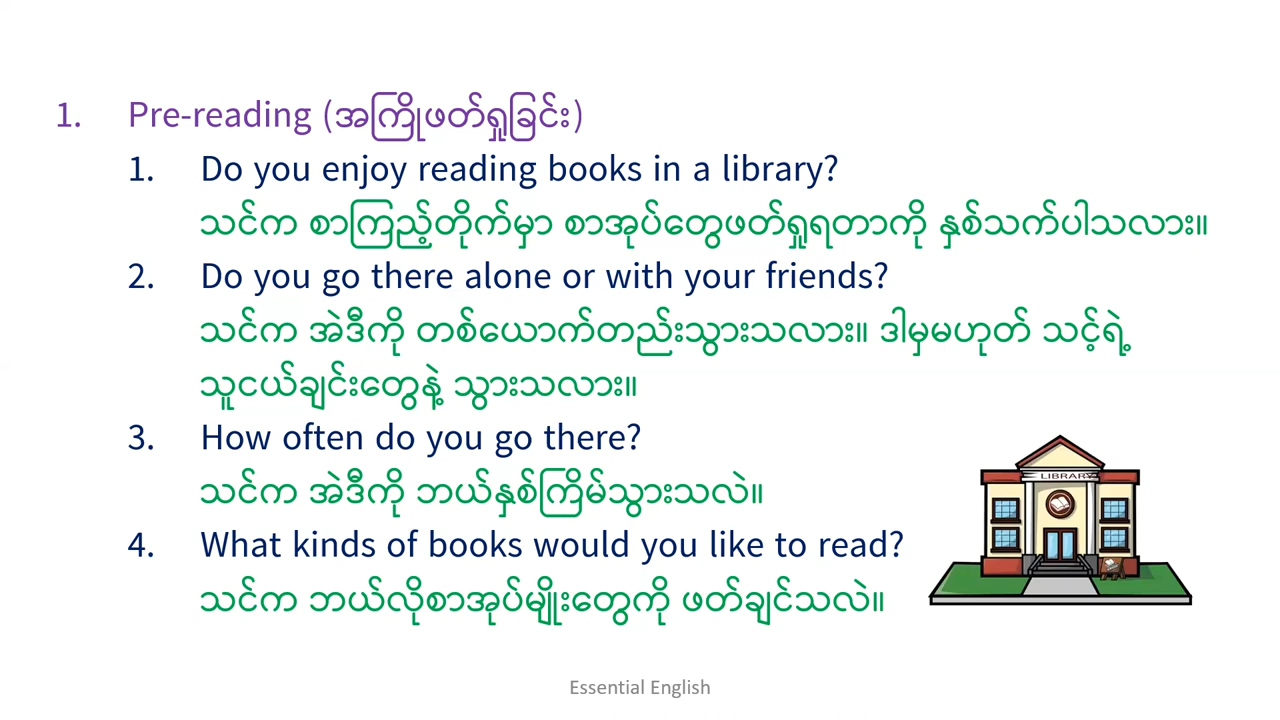 1. Pre-reading (အကြိုဖတ်ရှုခြင်း)
1. Do you enjoy reading books in a library?
သင်က စာကြည့်တိုက်မှာ စာအုပ်တွေဖတ်ရှုရတာကို နှစ်သက်ပါသလား။
2. Do you go there alone or with your friends?
သင်က အဲဒီကို တစ်ယောက်တည်းသွားသလား။ ဒါမှမဟုတ် သင့်ရဲ့
သူငယ်ချင်းတွေနဲ့ သွားသလား။
3. How often do you go there?
သင်က အဲဒီကို ဘယ်နှစ်ကြိမ်သွားသလဲ။
4. What kinds of books would you like to read?
သင်က ဘယ်လိုစာအုပ်မျိုးတွေကို ဖတ်ချင်သလဲ။
LIBRARY
Essential English